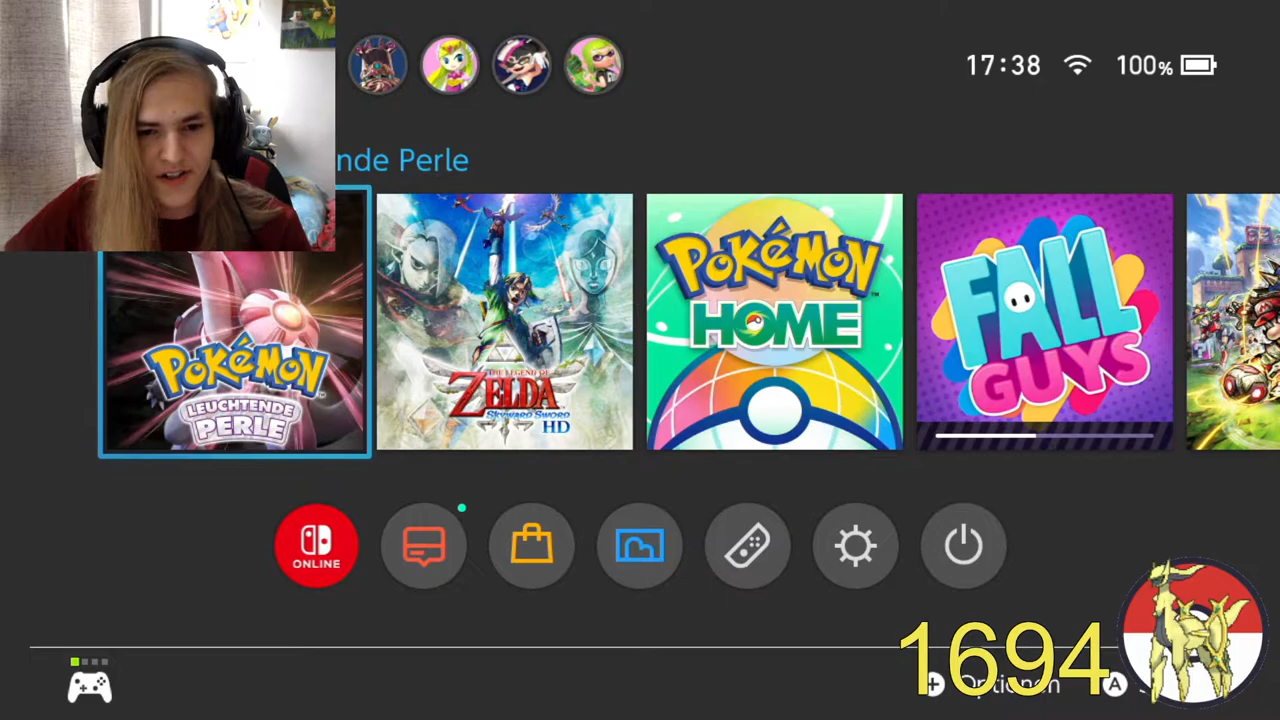 17:38 100%
nde Perle
POKéMON
LEUCHTENDE
PERLE
THE LEGEND OF
ZELDA
SKYWARD SWORD
HD
POKéMON
HOME
FALL
GUYS
ONLINE
1694
Optionen A